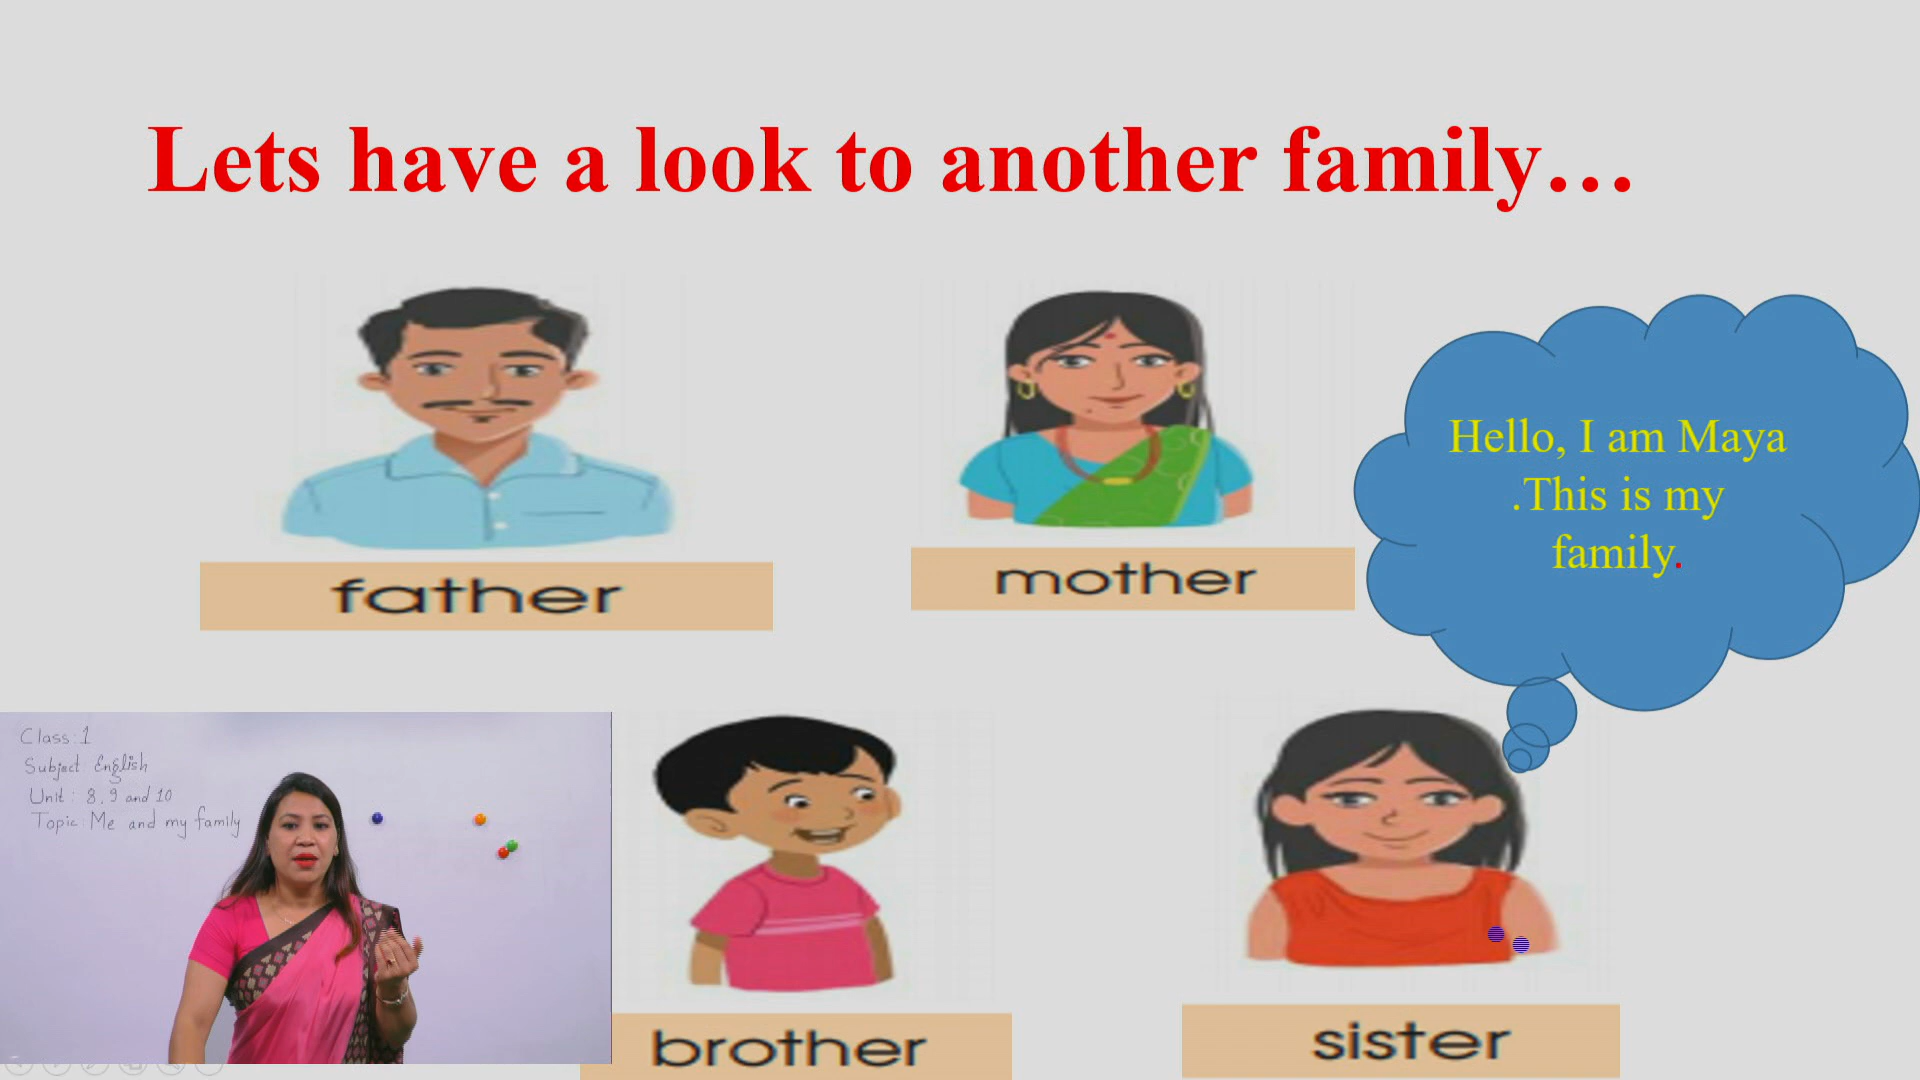 Lets have a look to another family…
father
mother
Hello, I am Maya
.This is my
family.
Class:1
Subject English
Unit: 8, 9 and 10
Topic: Me and my family
brother
sister